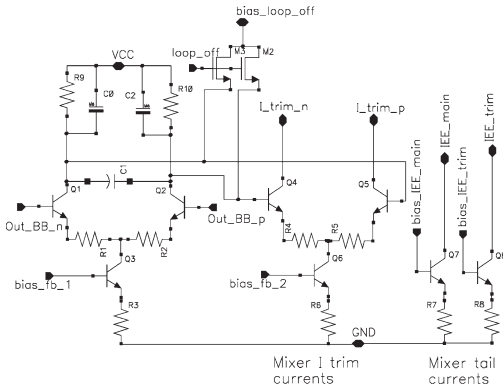 bias_loop_off
loop_off
M3
M2
VCC
R9
C0
C2
R10
I_trim_n
I_trim_p
IEE_main
IEE_trim
C1
bias_IEE_main
bias_IEE_trim
Q1
Q2
Q4
Q5
Out_BB_n
Out_BB_p
R1
R2
R4
R5
Q3
Q6
Q7
Q8
bias_fb_1
bias_fb_2
R3
R6
R7
R8
GND
Mixer I trim
currents
Mixer tail
currents